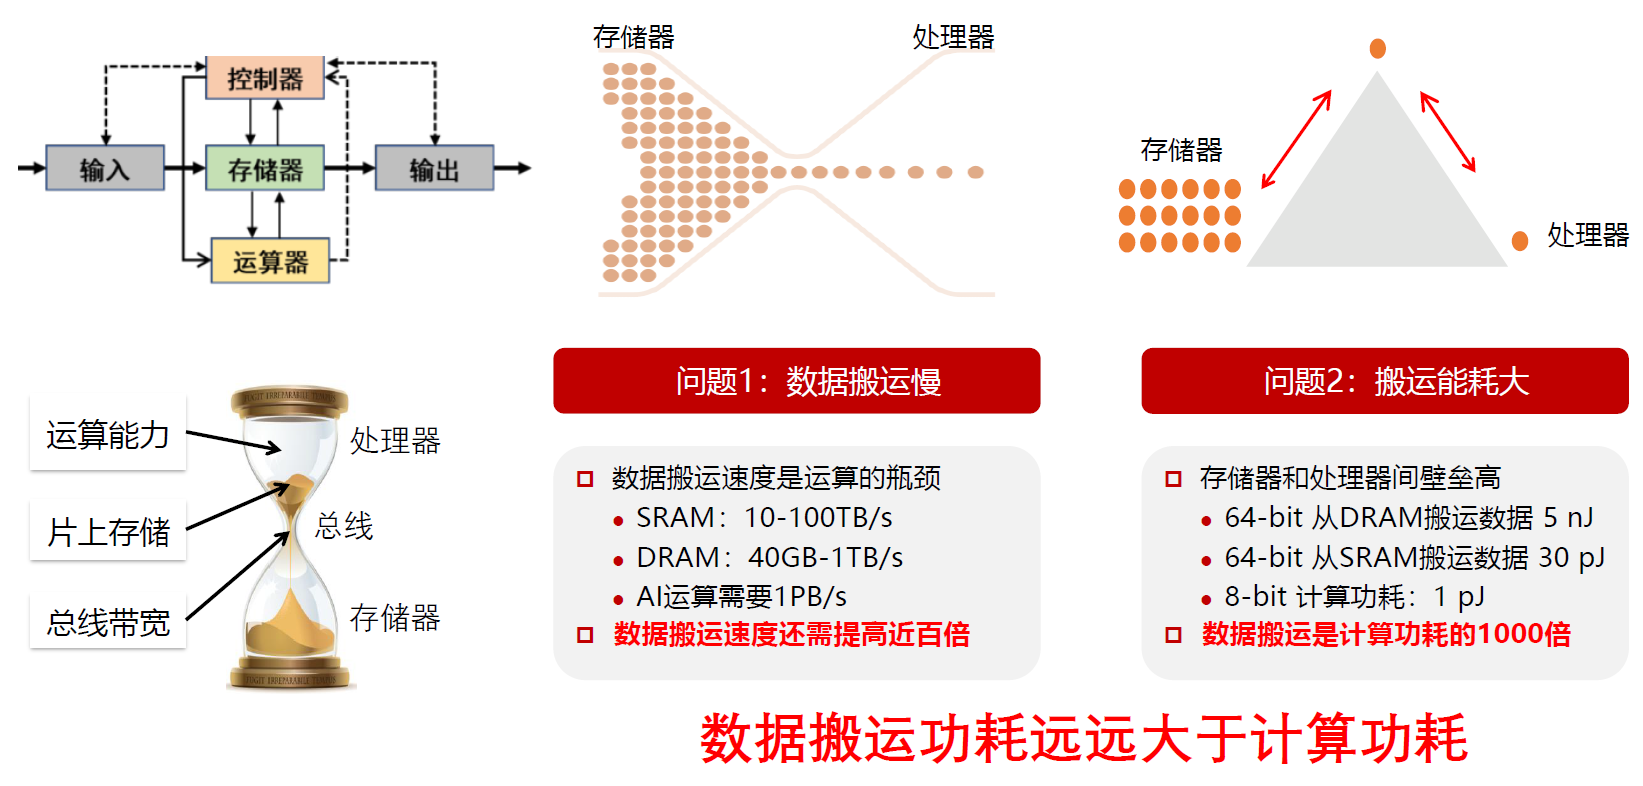 控制器
输入
存储器
输出
运算器
存储器
处理器
存储器
处理器
运算能力
片上存储
总线带宽
处理器
总线
存储器
问题1：数据搬运慢
数据搬运速度是运算的瓶颈
SRAM：10-100TB/s
DRAM：40GB-1TB/s
AI运算需要1PB/s
数据搬运速度还需提高近百倍
问题2：搬运能耗大
存储器和处理器间壁垒高
64-bit 从DRAM搬运数据 5 nJ
64-bit 从SRAM搬运数据 30 pJ
8-bit 计算功耗：1 pJ
数据搬运是计算功耗的1000倍
数据搬运功耗远远大于计算功耗